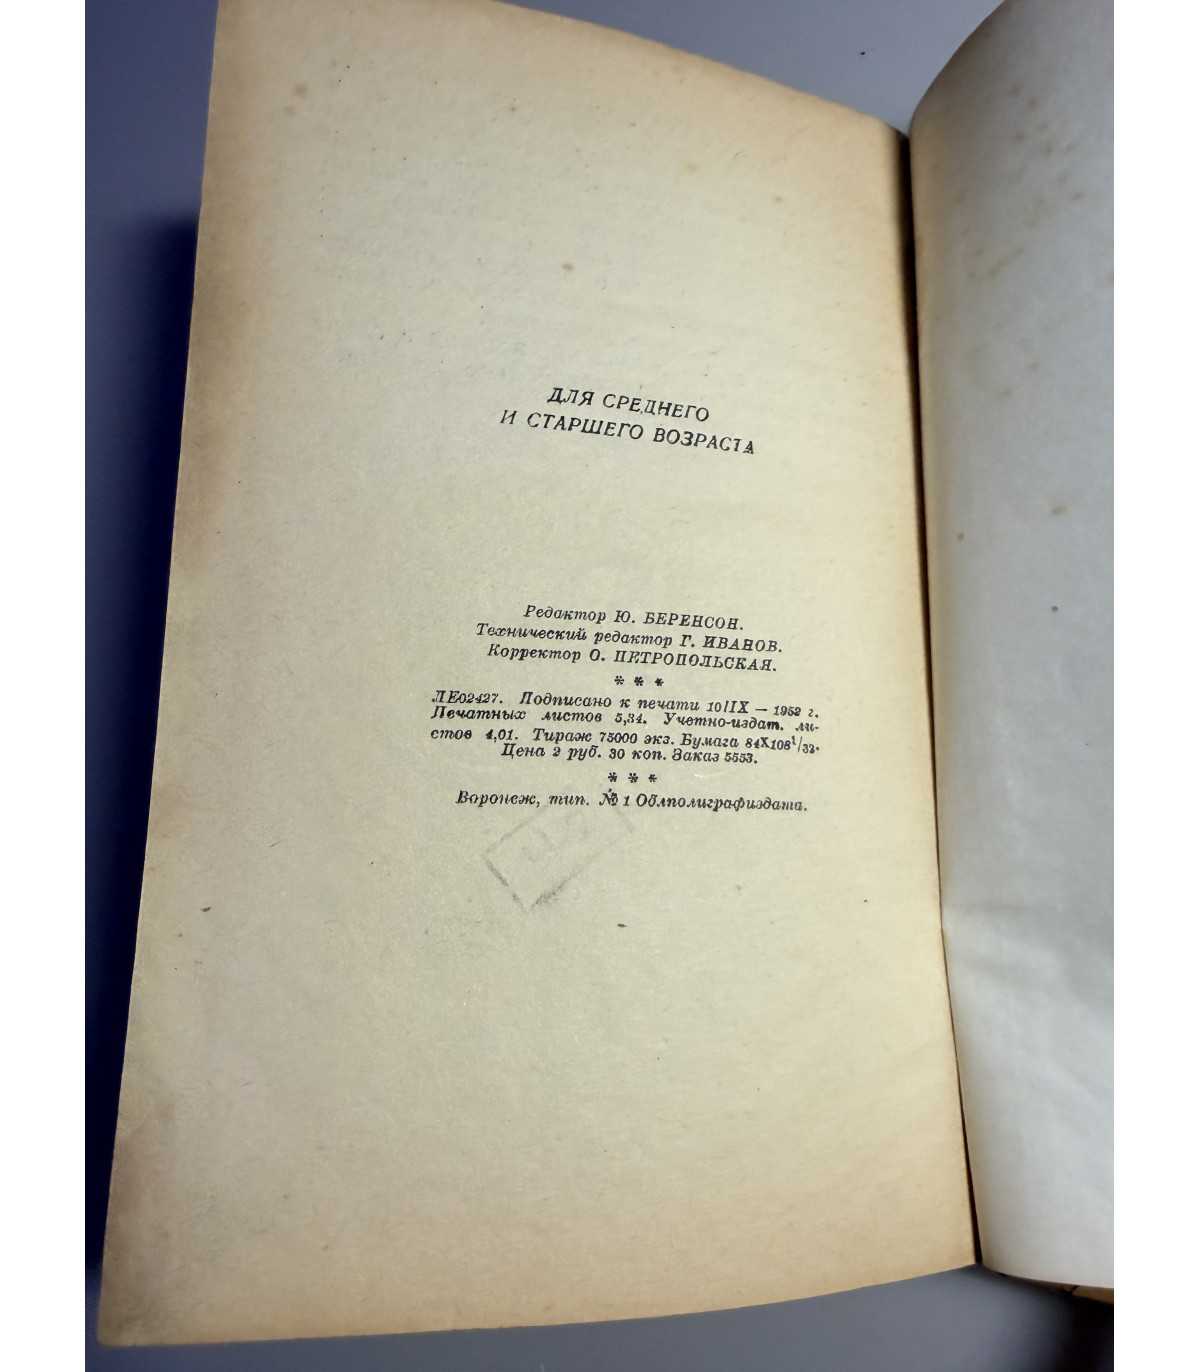 ДЛЯ СРЕДНЕГО
И СТАРШЕГО ВОЗРАСТА
Редактор Ю. БЕРЕНСОН.
Технический редактор Г. ИВАНОВ.
Корректор О. ПЕТРОПОЛЬСКАЯ.
* * *
ЛЕ02427. Подписано к печати 10/IX — 1952 г.
Печатных листов 5,34. Учетно-издат. ли-
стов 4,01. Тираж 75000 экз. Бумага 84X108¹/32.
Цена 2 руб. 30 коп. Заказ 5553.
* * *
Воронеж, тип. № 1 Облполиграфиздата.